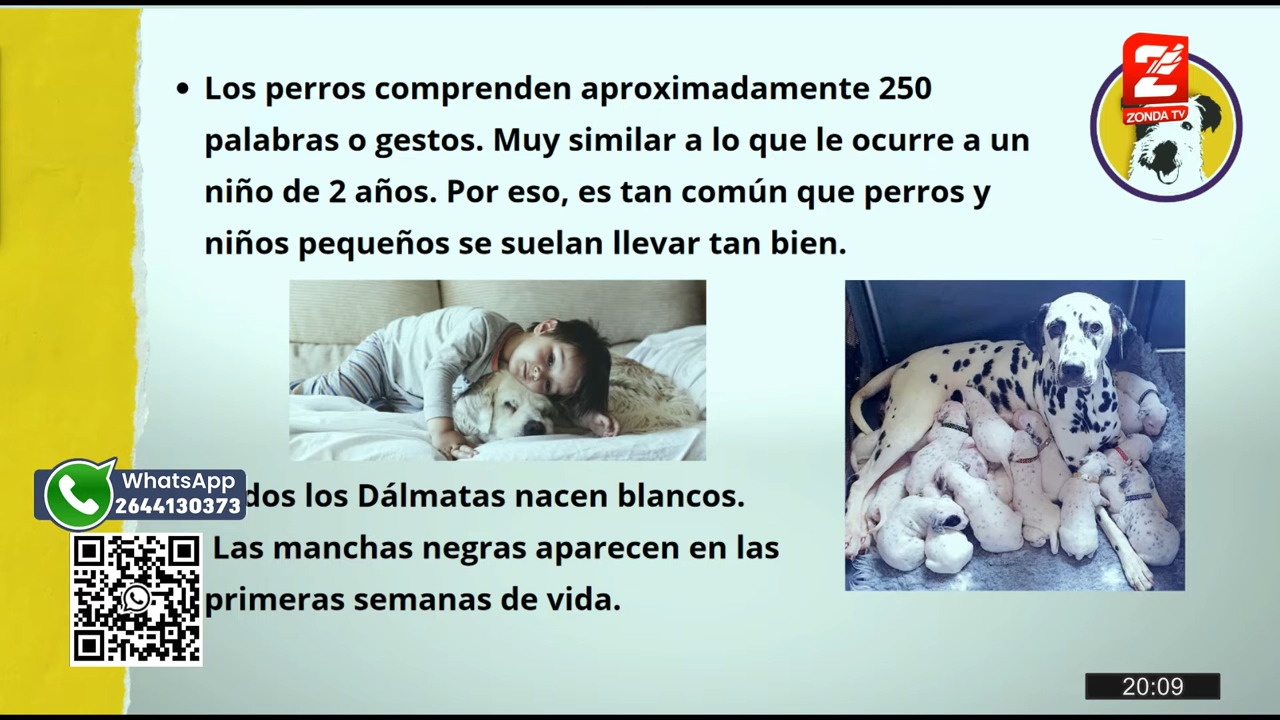 Los perros comprenden aproximadamente 250
palabras o gestos. Muy similar a lo que le ocurre a un
niño de 2 años. Por eso, es tan común que perros y
niños pequeños se suelan llevar tan bien.
ZONDA TV
dos los Dálmatas nacen blancos.
Las manchas negras aparecen en las
primeras semanas de vida.
WhatsApp
2644130373
20:09